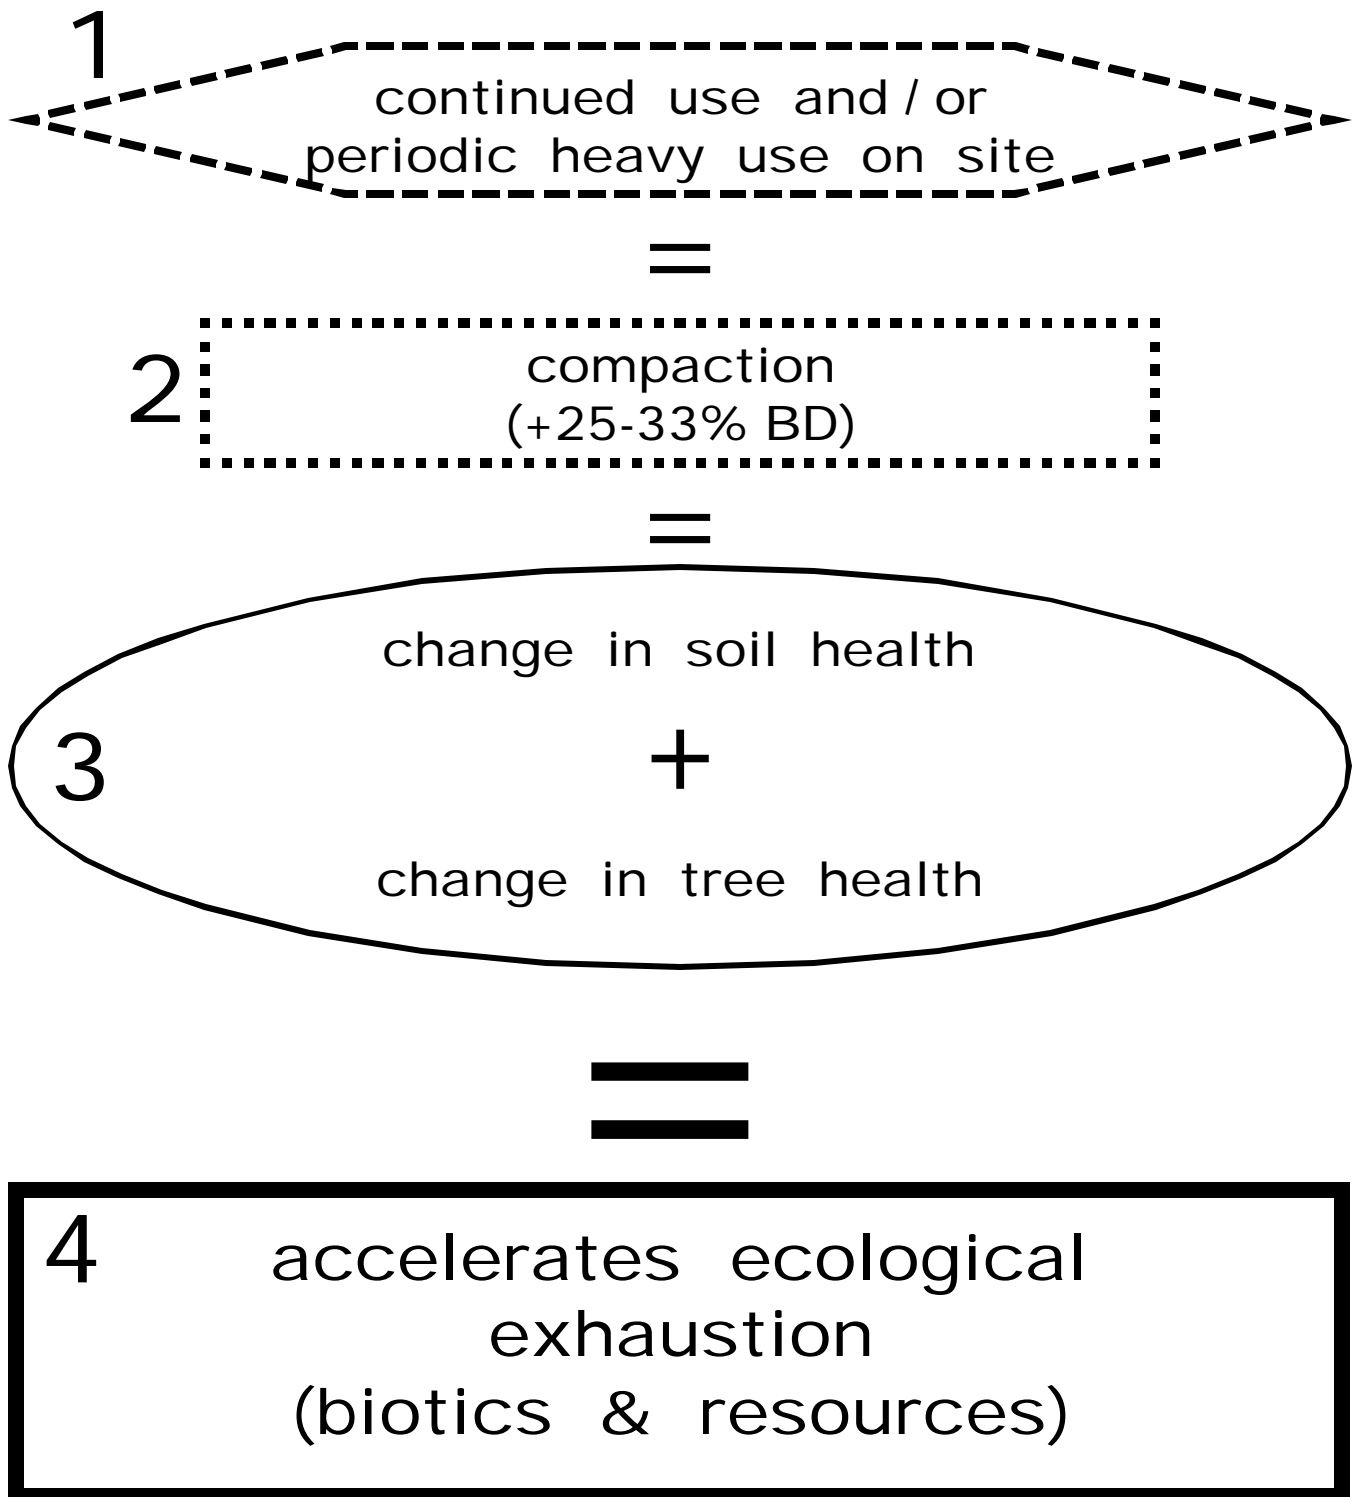 1
continued use and / or
periodic heavy use on site
=
2
compaction
(+25-33% BD)
=
change in soil health
3
+
change in tree health
=
4
accelerates ecological
exhaustion
(biotics & resources)